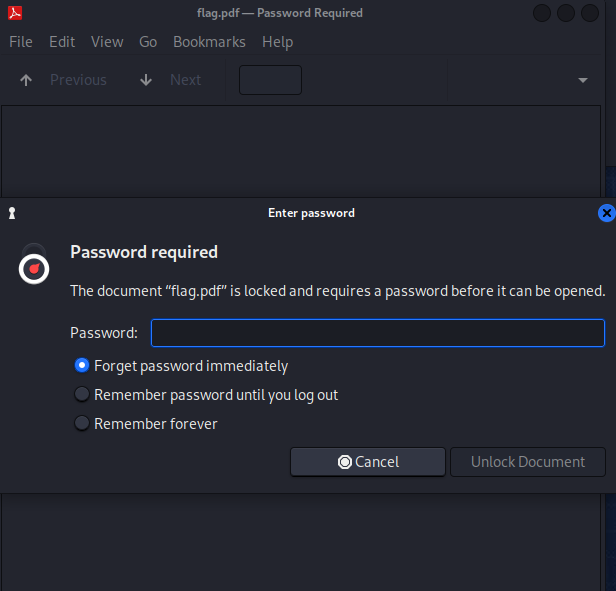 flag.pdf — Password Required
File Edit View Go Bookmarks Help
Previous Next
Enter password
Password required
The document “flag.pdf” is locked and requires a password before it can be opened.
Password:
Forget password immediately
Remember password until you log out
Remember forever
Cancel Unlock Document